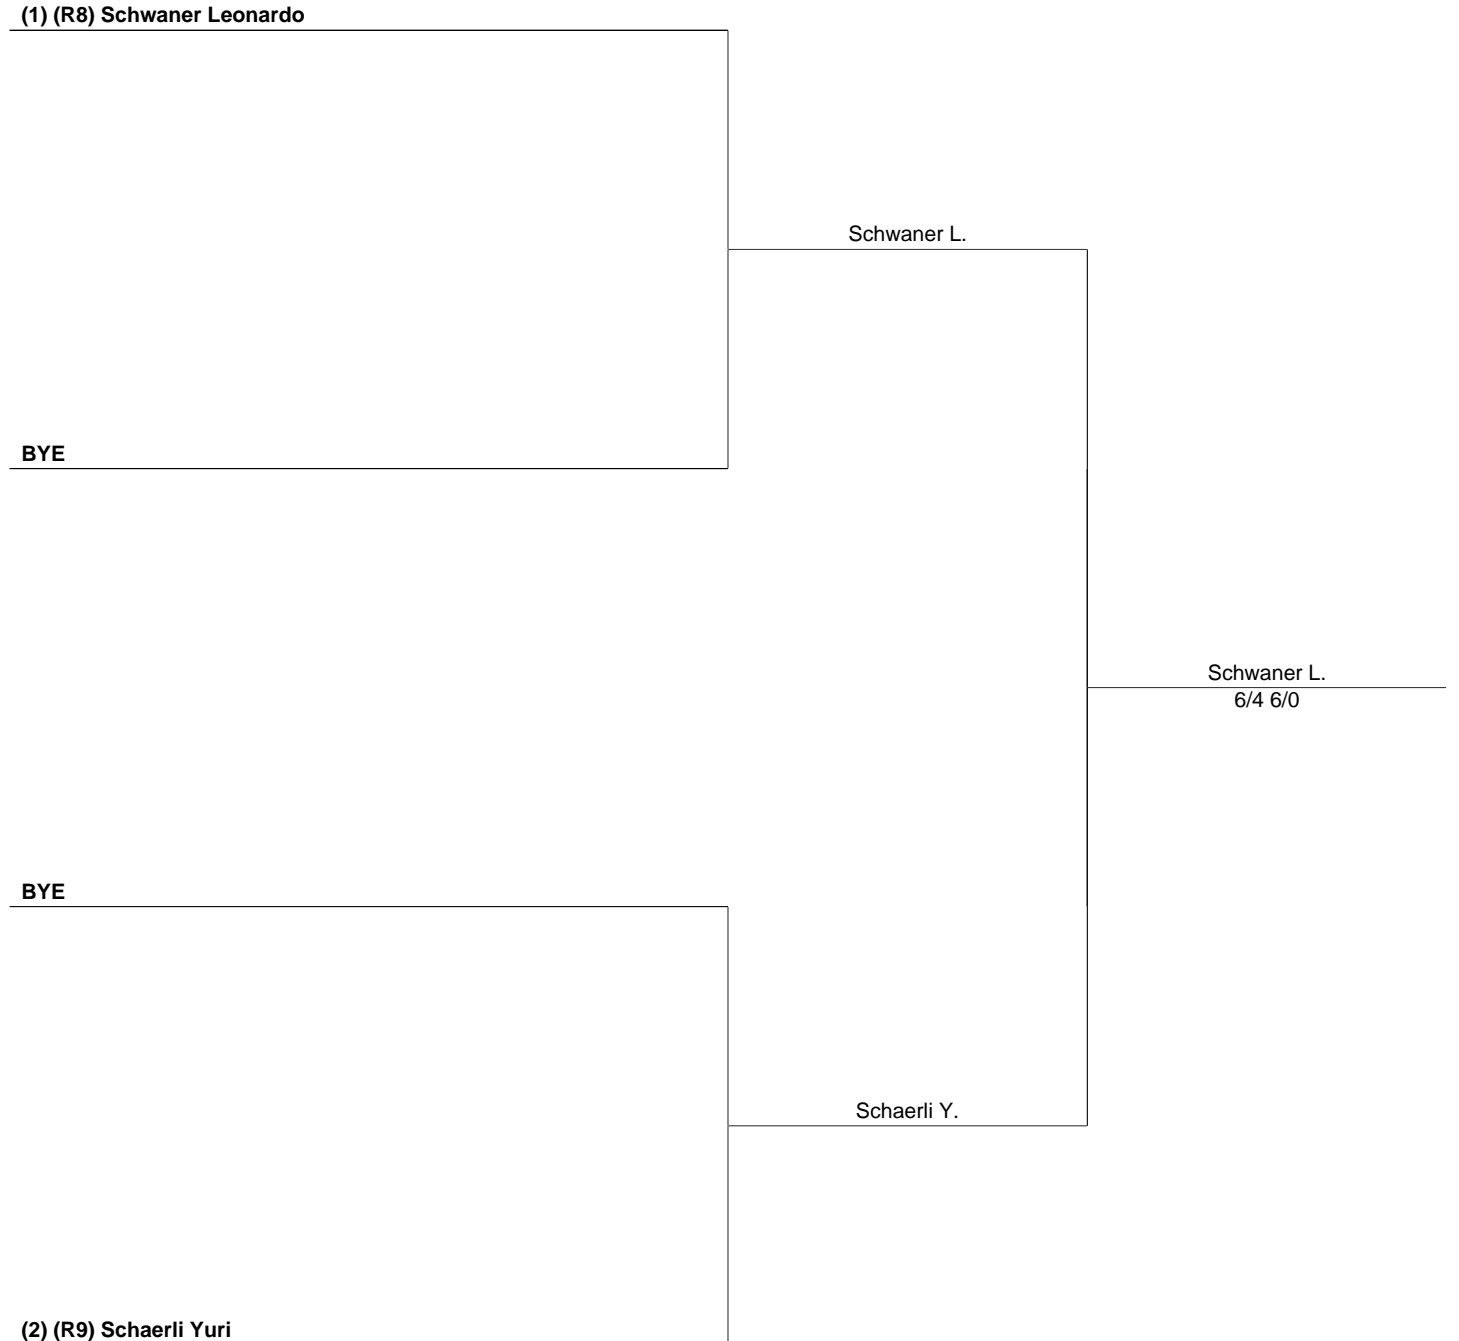 (1) (R8) Schwaner Leonardo
Schwaner L.
BYE
Schwaner L.
6/4 6/0
BYE
Schaerli Y.
(2) (R9) Schaerli Yuri